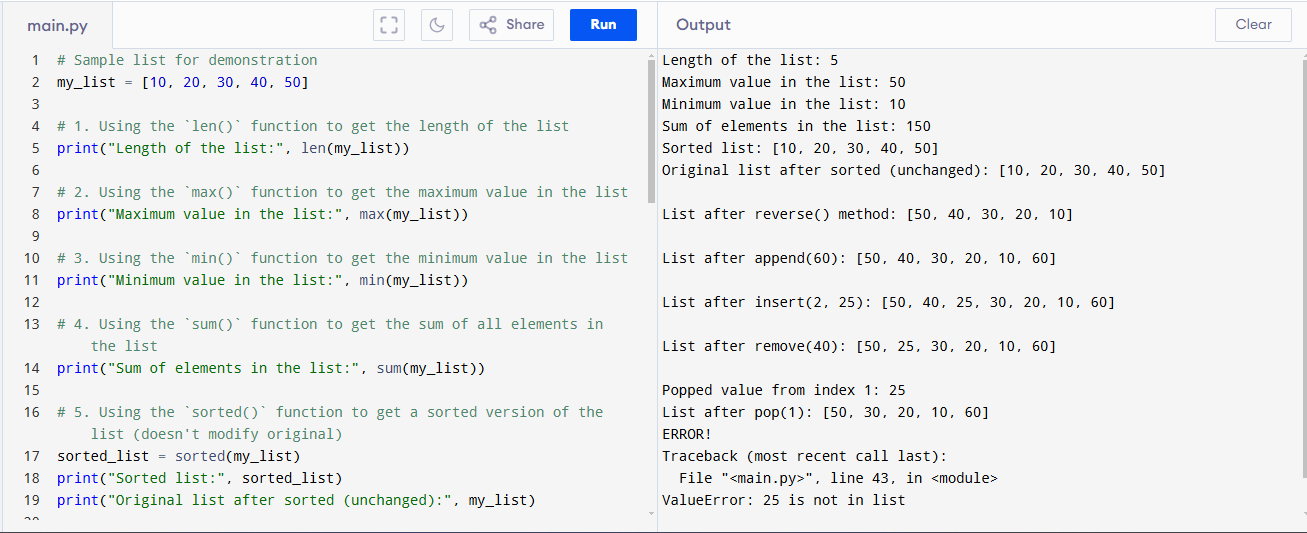 main.py
Share
Run
Output
Clear
1 # Sample list for demonstration
2 my_list = [10, 20, 30, 40, 50]
3
4 # 1. Using the `len()` function to get the length of the list
5 print("Length of the list:", len(my_list))
6
7 # 2. Using the `max()` function to get the maximum value in the list
8 print("Maximum value in the list:", max(my_list))
9
10 # 3. Using the `min()` function to get the minimum value in the list
11 print("Minimum value in the list:", min(my_list))
12
13 # 4. Using the `sum()` function to get the sum of all elements in
the list
14 print("Sum of elements in the list:", sum(my_list))
15
16 # 5. Using the `sorted()` function to get a sorted version of the
list (doesn't modify original)
17 sorted_list = sorted(my_list)
18 print("Sorted list:", sorted_list)
19 print("Original list after sorted (unchanged):", my_list)
Length of the list: 5
Maximum value in the list: 50
Minimum value in the list: 10
Sum of elements in the list: 150
Sorted list: [10, 20, 30, 40, 50]
Original list after sorted (unchanged): [10, 20, 30, 40, 50]
List after reverse() method: [50, 40, 30, 20, 10]
List after append(60): [50, 40, 30, 20, 10, 60]
List after insert(2, 25): [50, 40, 25, 30, 20, 10, 60]
List after remove(40): [50, 25, 30, 20, 10, 60]
Popped value from index 1: 25
List after pop(1): [50, 30, 20, 10, 60]
ERROR!
Traceback (most recent call last):
File "<main.py>", line 43, in <module>
ValueError: 25 is not in list